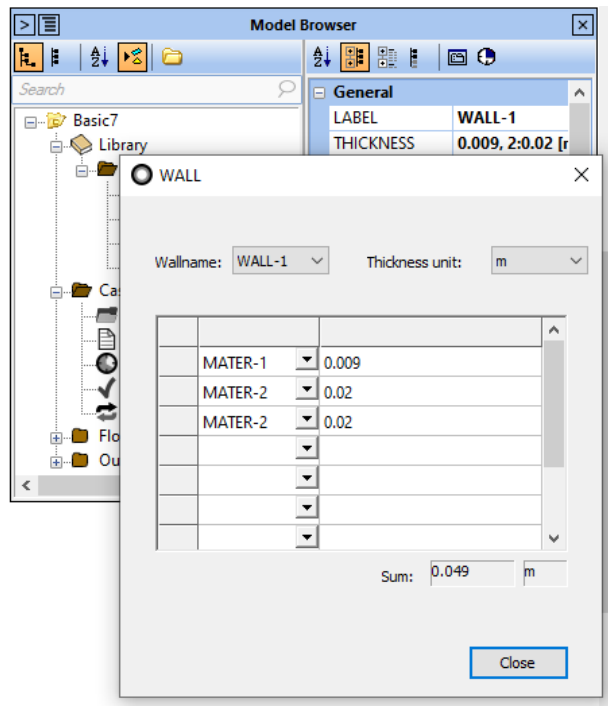 Model Browser
Search
General
LABEL WALL-1
THICKNESS 0.009, 2:0.02 [
Basic7
Library
WALL
Wallname: WALL-1 Thickness unit: m
MATER-1 0.009
MATER-2 0.02
MATER-2 0.02
Sum: 0.049 m
Close
Ca
Flo
Ou